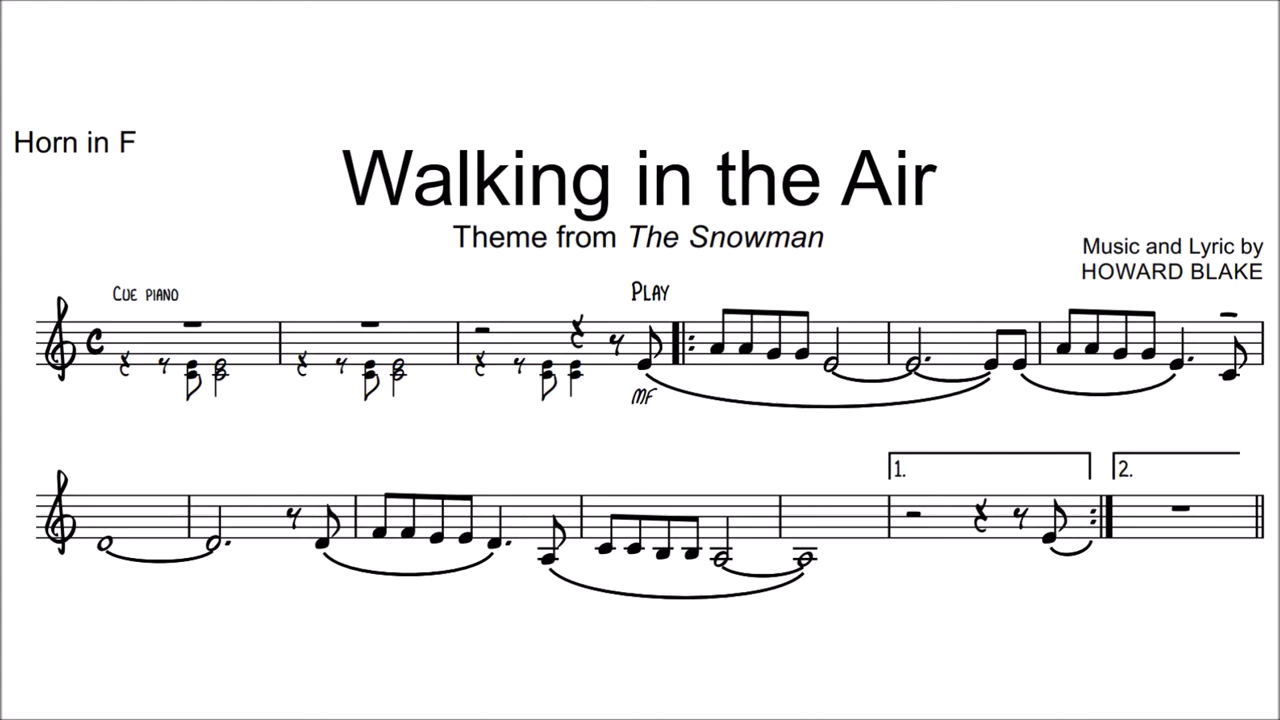 Horn in F
Walking in the Air
Theme from The Snowman
Music and Lyric by
HOWARD BLAKE
CUE PIANO
PLAY
MF
1.
2.